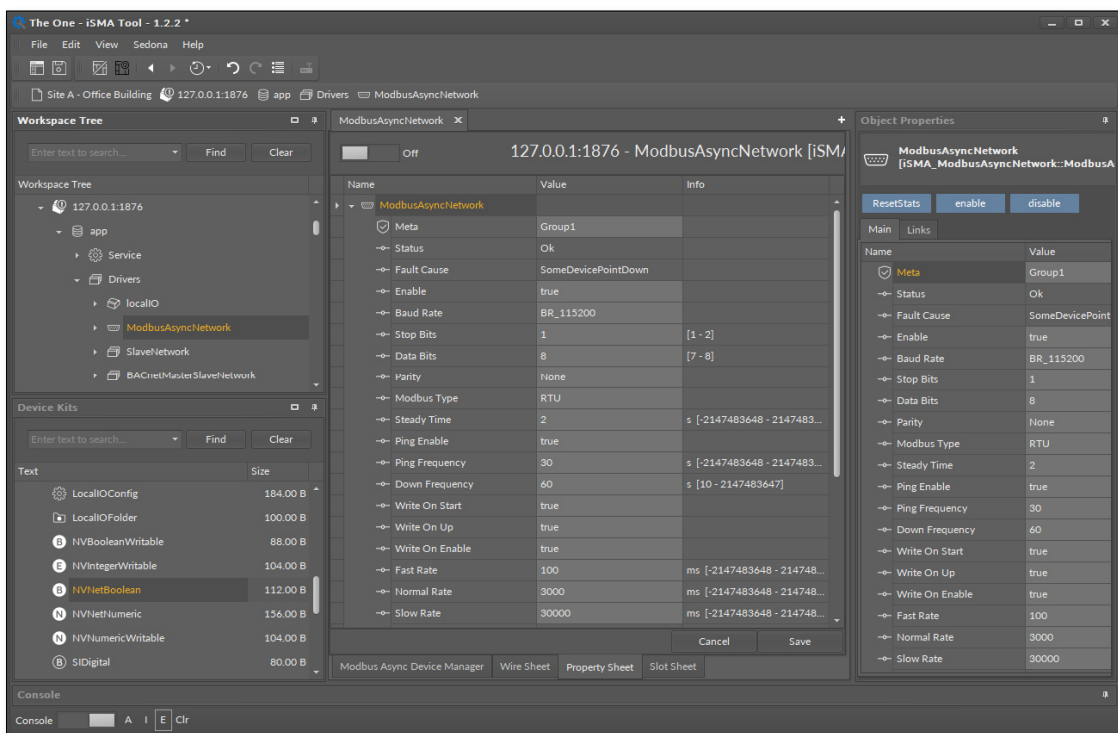 The One - iSMA Tool - 1.2.2 *
File Edit View Sedona Help
Site A - Office Building 127.0.0.1:1876 app Drivers ModbusAsyncNetwork
Workspace Tree
Enter text to search... Find Clear
Workspace Tree
127.0.0.1:1876
app
Service
Drivers
localIO
ModbusAsyncNetwork
SlaveNetwork
BACnetMasterSlaveNetwork
Device Kits
Enter text to search... Find Clear
Text Size
LocalIOConfig 184.00 B
LocalIOFolder 100.00 B
B NVBooleanWritable 88.00 B
E NVIntegerWritable 104.00 B
B NVNetBoolean 112.00 B
N NVNetNumeric 156.00 B
N NVNumericWritable 104.00 B
B SIDigital 80.00 B
ModbusAsyncNetwork X +
Off 127.0.0.1:1876 - ModbusAsyncNetwork [iSMA
Name Value Info
ModbusAsyncNetwork
Meta Group1
Status Ok
Fault Cause SomeDevicePointDown
Enable true
Baud Rate BR_115200
Stop Bits 1 [1 - 2]
Data Bits 8 [7 - 8]
Parity None
Modbus Type RTU
Steady Time 2 s [-2147483648 - 2147483...
Ping Enable true
Ping Frequency 30 s [-2147483648 - 2147483...
Down Frequency 60 s [10 - 2147483647]
Write On Start true
Write On Up true
Write On Enable true
Fast Rate 100 ms [-2147483648 - 214748...
Normal Rate 3000 ms [-2147483648 - 214748...
Slow Rate 30000 ms [-2147483648 - 214748...
Cancel Save
Modbus Async Device Manager Wire Sheet Property Sheet Slot Sheet
Object Properties
ModbusAsyncNetwork
[iSMA_ModbusAsyncNetwork::ModbusA
ResetStats enable disable
Main Links
Name Value
Meta Group1
Status Ok
Fault Cause SomeDevicePoint
Enable true
Baud Rate BR_115200
Stop Bits 1
Data Bits 8
Parity None
Modbus Type RTU
Steady Time 2
Ping Enable true
Ping Frequency 30
Down Frequency 60
Write On Start true
Write On Up true
Write On Enable true
Fast Rate 100
Normal Rate 3000
Slow Rate 30000
Console
Console A I E Clr